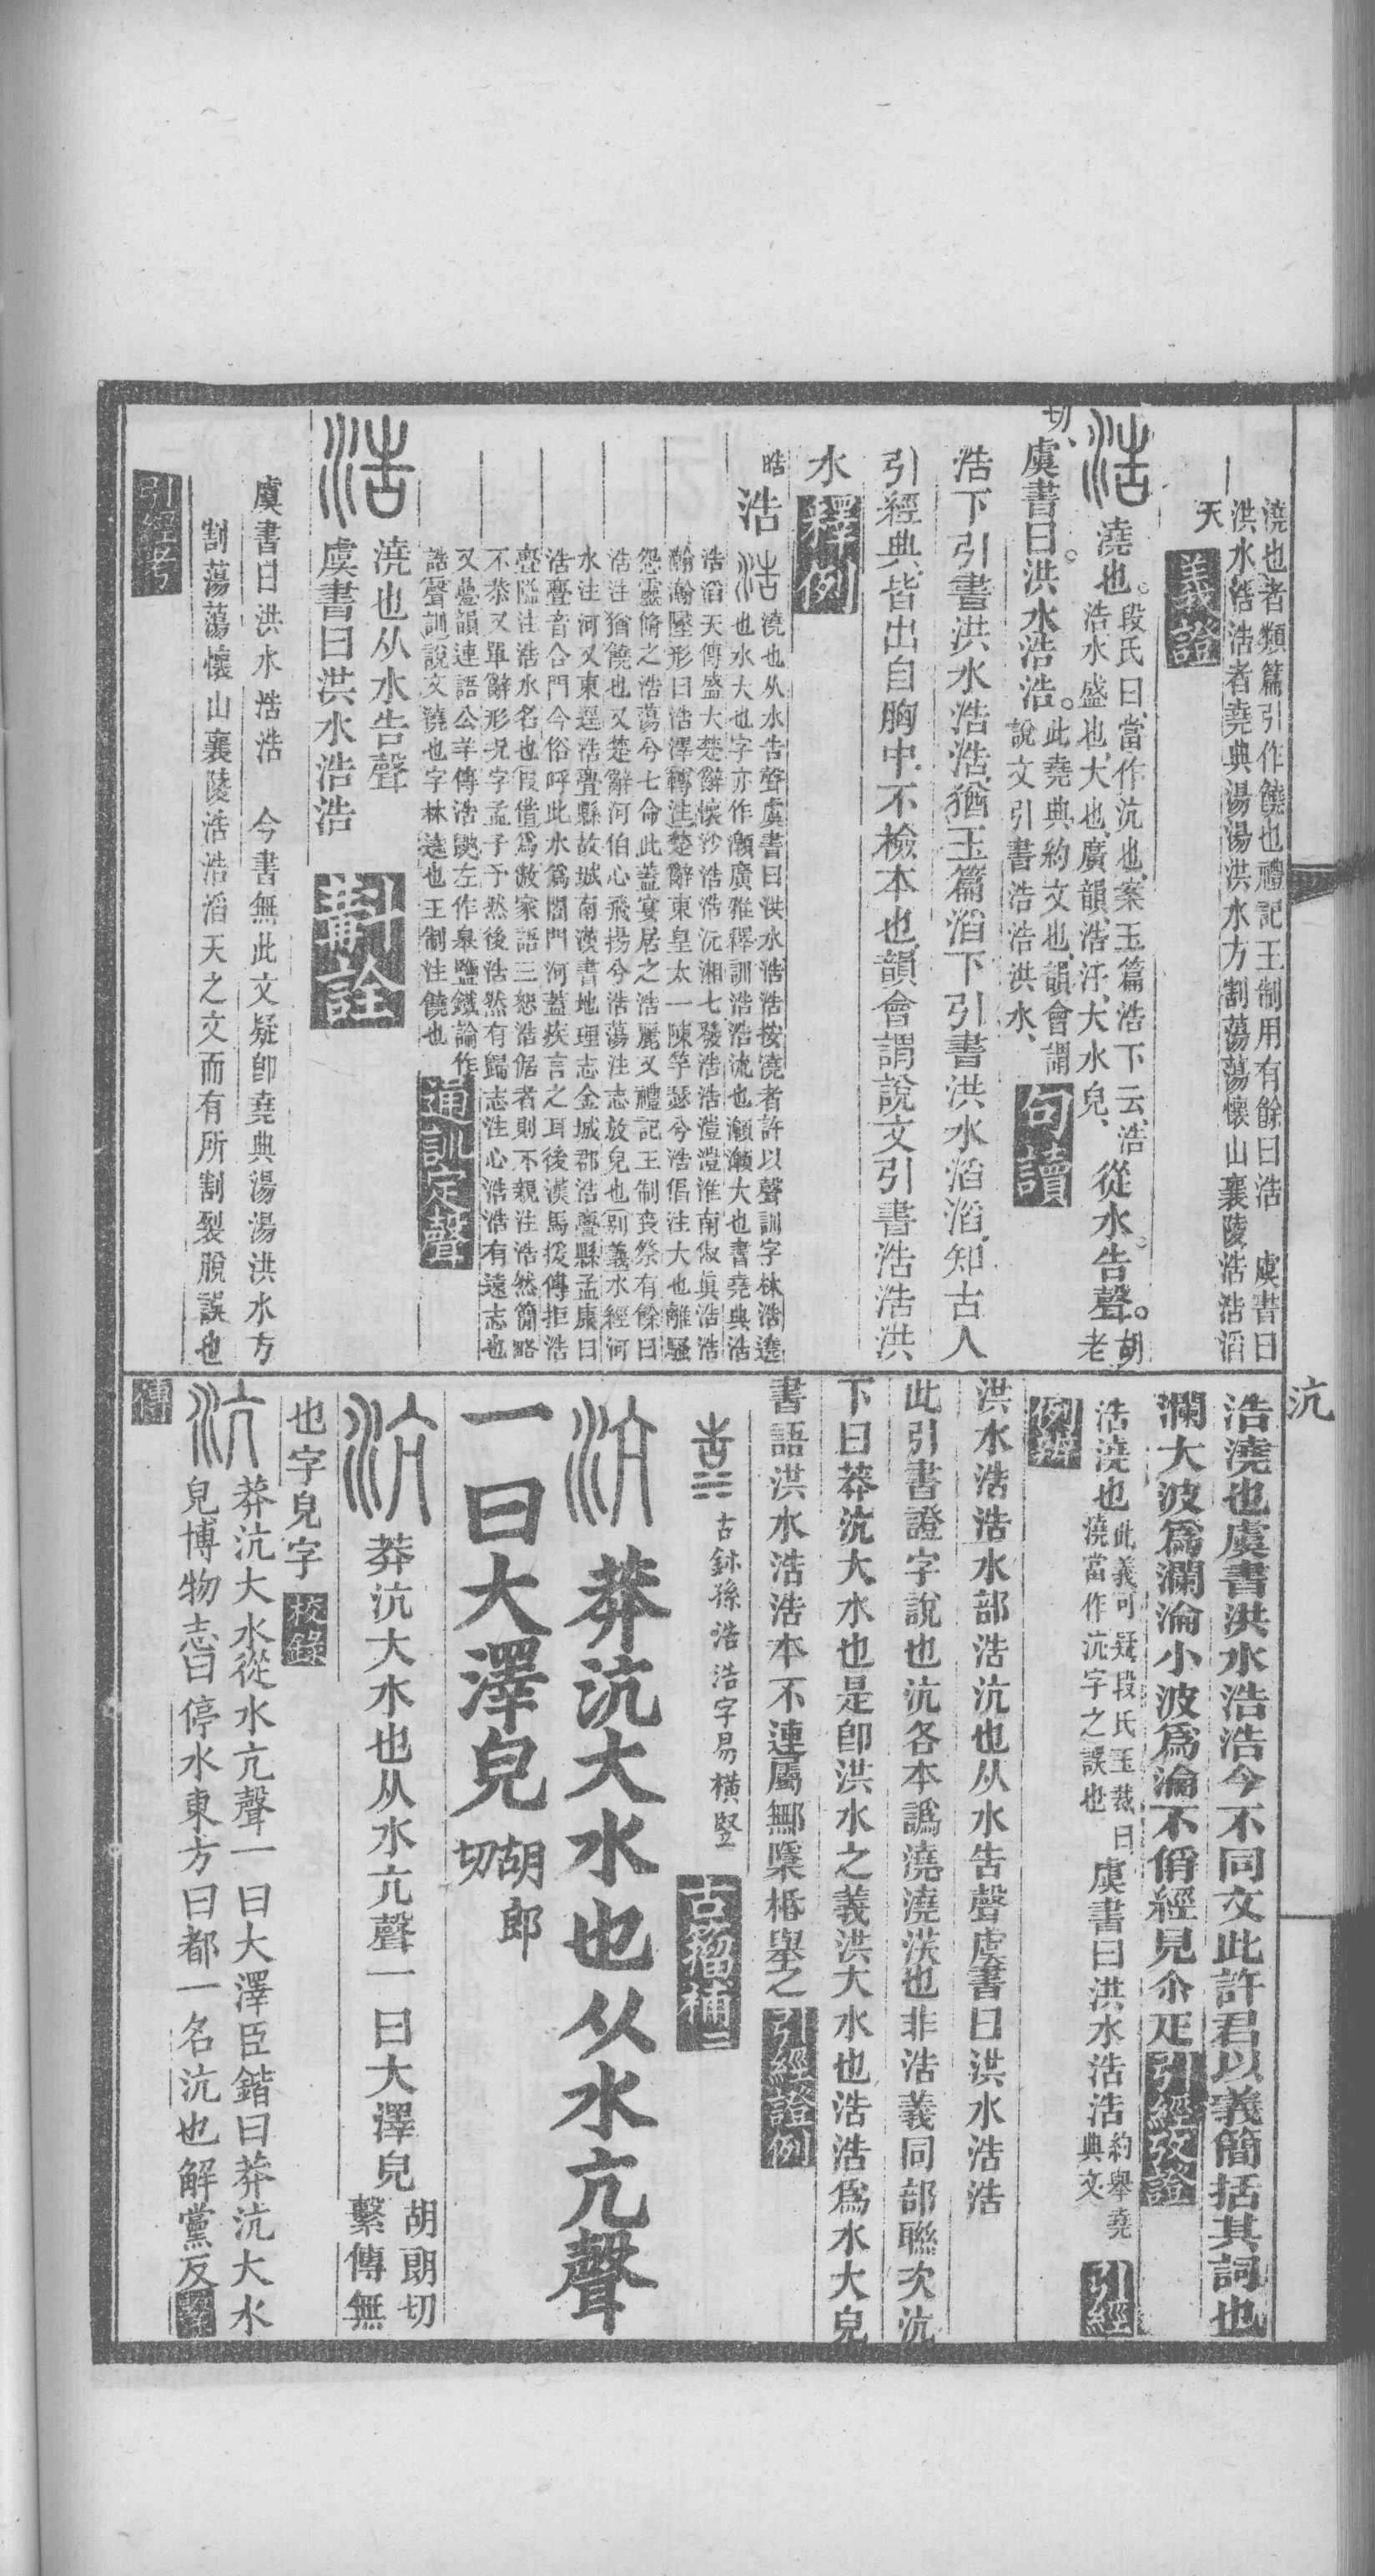 澆也者類篇引作饒也禮記王制用有餘曰浩　虞書曰
洪水浩浩者堯典湯湯洪水方割蕩蕩懷山襄陵浩浩滔
天 義證
浩 澆也。段氏曰、當作沆也、案玉篇浩下云、浩
浩水盛也、大也、廣韻、浩汗、大水皃、從水。告聲。胡老
切、虞書曰。洪水浩浩。此堯典約文也、韻會謂
說文引書浩浩洪水、 句讀
浩下引書洪水浩浩、猶玉篇滔下引書洪水滔滔、知古人
引經典、皆出自胸中、不檢本也、韻會謂說文引書浩浩洪
水 釋例
晧 浩 浩 澆也从水告聲虞書曰洪水浩浩按澆者許以聲訓字林浩遶
也水大也字亦作灝廣雅釋訓浩浩流也灝灝大也書堯典浩
浩滔天傳盛大楚辭懷沙浩浩沅湘七發浩浩溰溰淮南俶真浩浩
瀚瀚墬形曰浩澤轉注楚辭東皇太一陳竽瑟兮浩倡注大也離騷
怨靈脩之浩蕩兮七命此蓋宴居之浩麗又禮記王制喪祭有餘曰
浩注猶饒也又楚辭河伯心飛揚兮浩蕩注志放皃也別義水經河
水注河又東逕浩亹縣故城南漢書地理志金城郡浩亹縣孟康曰
浩亹音合門今俗呼此水爲閤門河蓋疾言之耳後漢馬援傳拒浩
亹隘注浩水名也假借爲傲家語三恕浩倨者則不親注浩然簡略
不恭又單辭形況字孟子予然後浩然有歸志注心浩浩有遠志也
又疊韻連語公羊傳浩油左作皋鼬鹽鐵論作
誥聲訓說文澆也字林遶也王制注饒也 通訓定聲
浩 澆也从水告聲
虞書曰洪水浩浩 斠詮
虞書曰洪水浩浩　今書無此文疑卽堯典湯湯洪水方
割蕩蕩懷山襄陵浩浩滔天之文而有所割裂脫誤也
引經考
沆
浩澆也虞書洪水浩浩今不同文此許君以義簡括其詞也
瀾大波爲瀾淪小波爲淪不偝經見尒疋 引經攷證
浩澆也此義可疑段氏玉裁曰
澆當作沆字之誤也虞書曰洪水浩浩約舉堯
典文 引經
例辨
洪水浩浩水部浩沆也从水告聲虞書曰洪水浩浩
此引書證字說也沆各本譌澆澆渼也非浩義同部聯次沆
下曰莽沆大水也是卽洪水之義洪大水也浩浩爲水大皃
書語洪水浩浩本不連屬鄦櫽栝舉之 引經證例
古鉥孫浩浩字易橫竪 古籀補二
沆 莽沆大水也从水亢聲
一曰大澤皃 胡郎
切
沆 莽沆大水也从水亢聲一曰大澤皃 胡朗切
繫傳無
也字皃字 校錄
沆 莽沆大水從水亢聲一曰大澤臣鍇曰莽沆大水
皃博物志曰停水東方曰都一名沆也解黨反 繫
傳